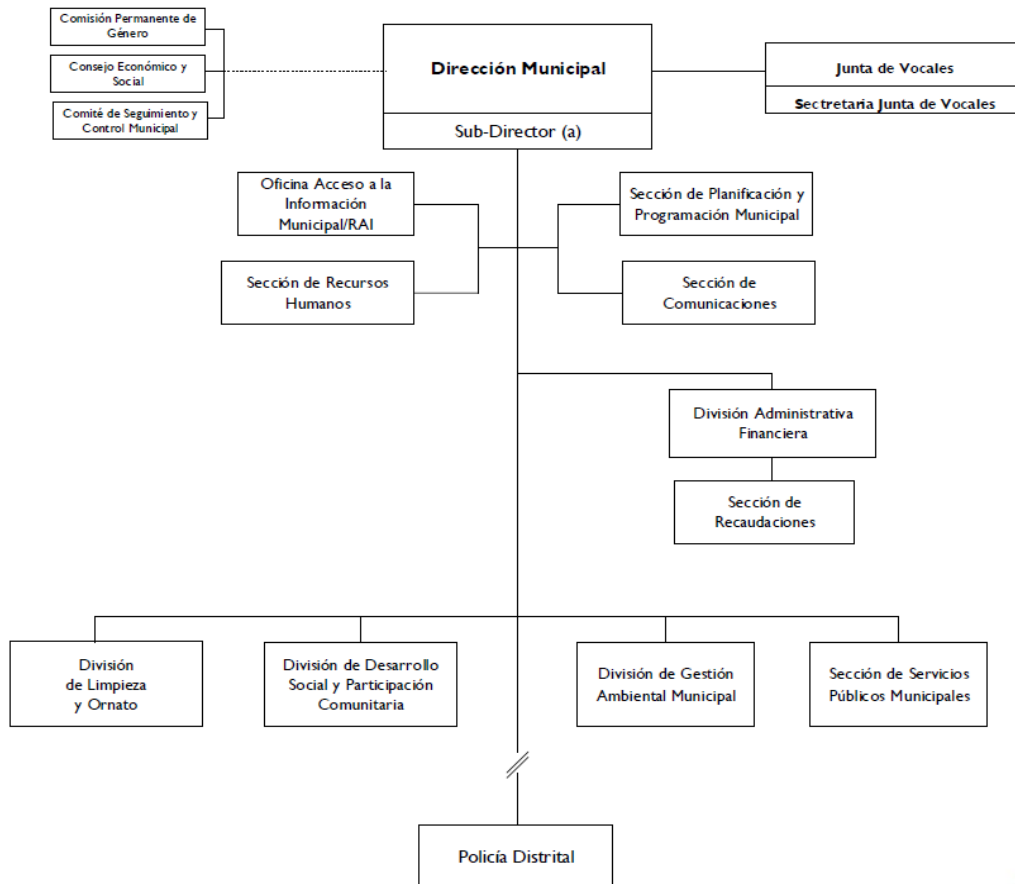 Comisión Permanente de
Género
Consejo Económico y
Social
Comité de Seguimiento y
Control Municipal
Dirección Municipal
Sub-Director (a)
Junta de Vocales
Sectretaria Junta de Vocales
Oficina Acceso a la
Información
Municipal/RAI
Sección de Planificación y
Programación Municipal
Sección de Recursos
Humanos
Sección de
Comunicaciones
División Administrativa
Financiera
Sección de
Recaudaciones
División
de Limpieza
y Ornato
División de Desarrollo
Social y Participación
Comunitaria
División de Gestión
Ambiental Municipal
Sección de Servicios
Públicos Municipales
Policía Distrital